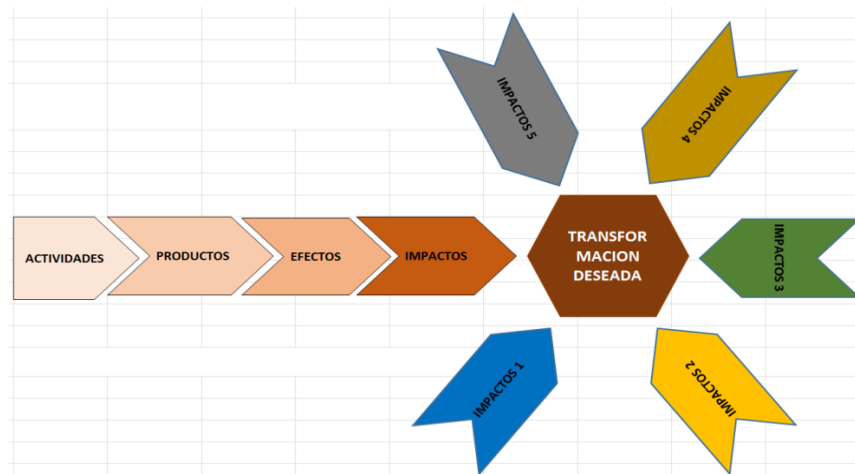 IMPACTOS 5
IMPACTOS 4
ACTIVIDADES
PRODUCTOS
EFECTOS
IMPACTOS
TRANSFOR
MACION
DESEADA
IMPACTOS 3
IMPACTOS 1
IMPACTOS 2